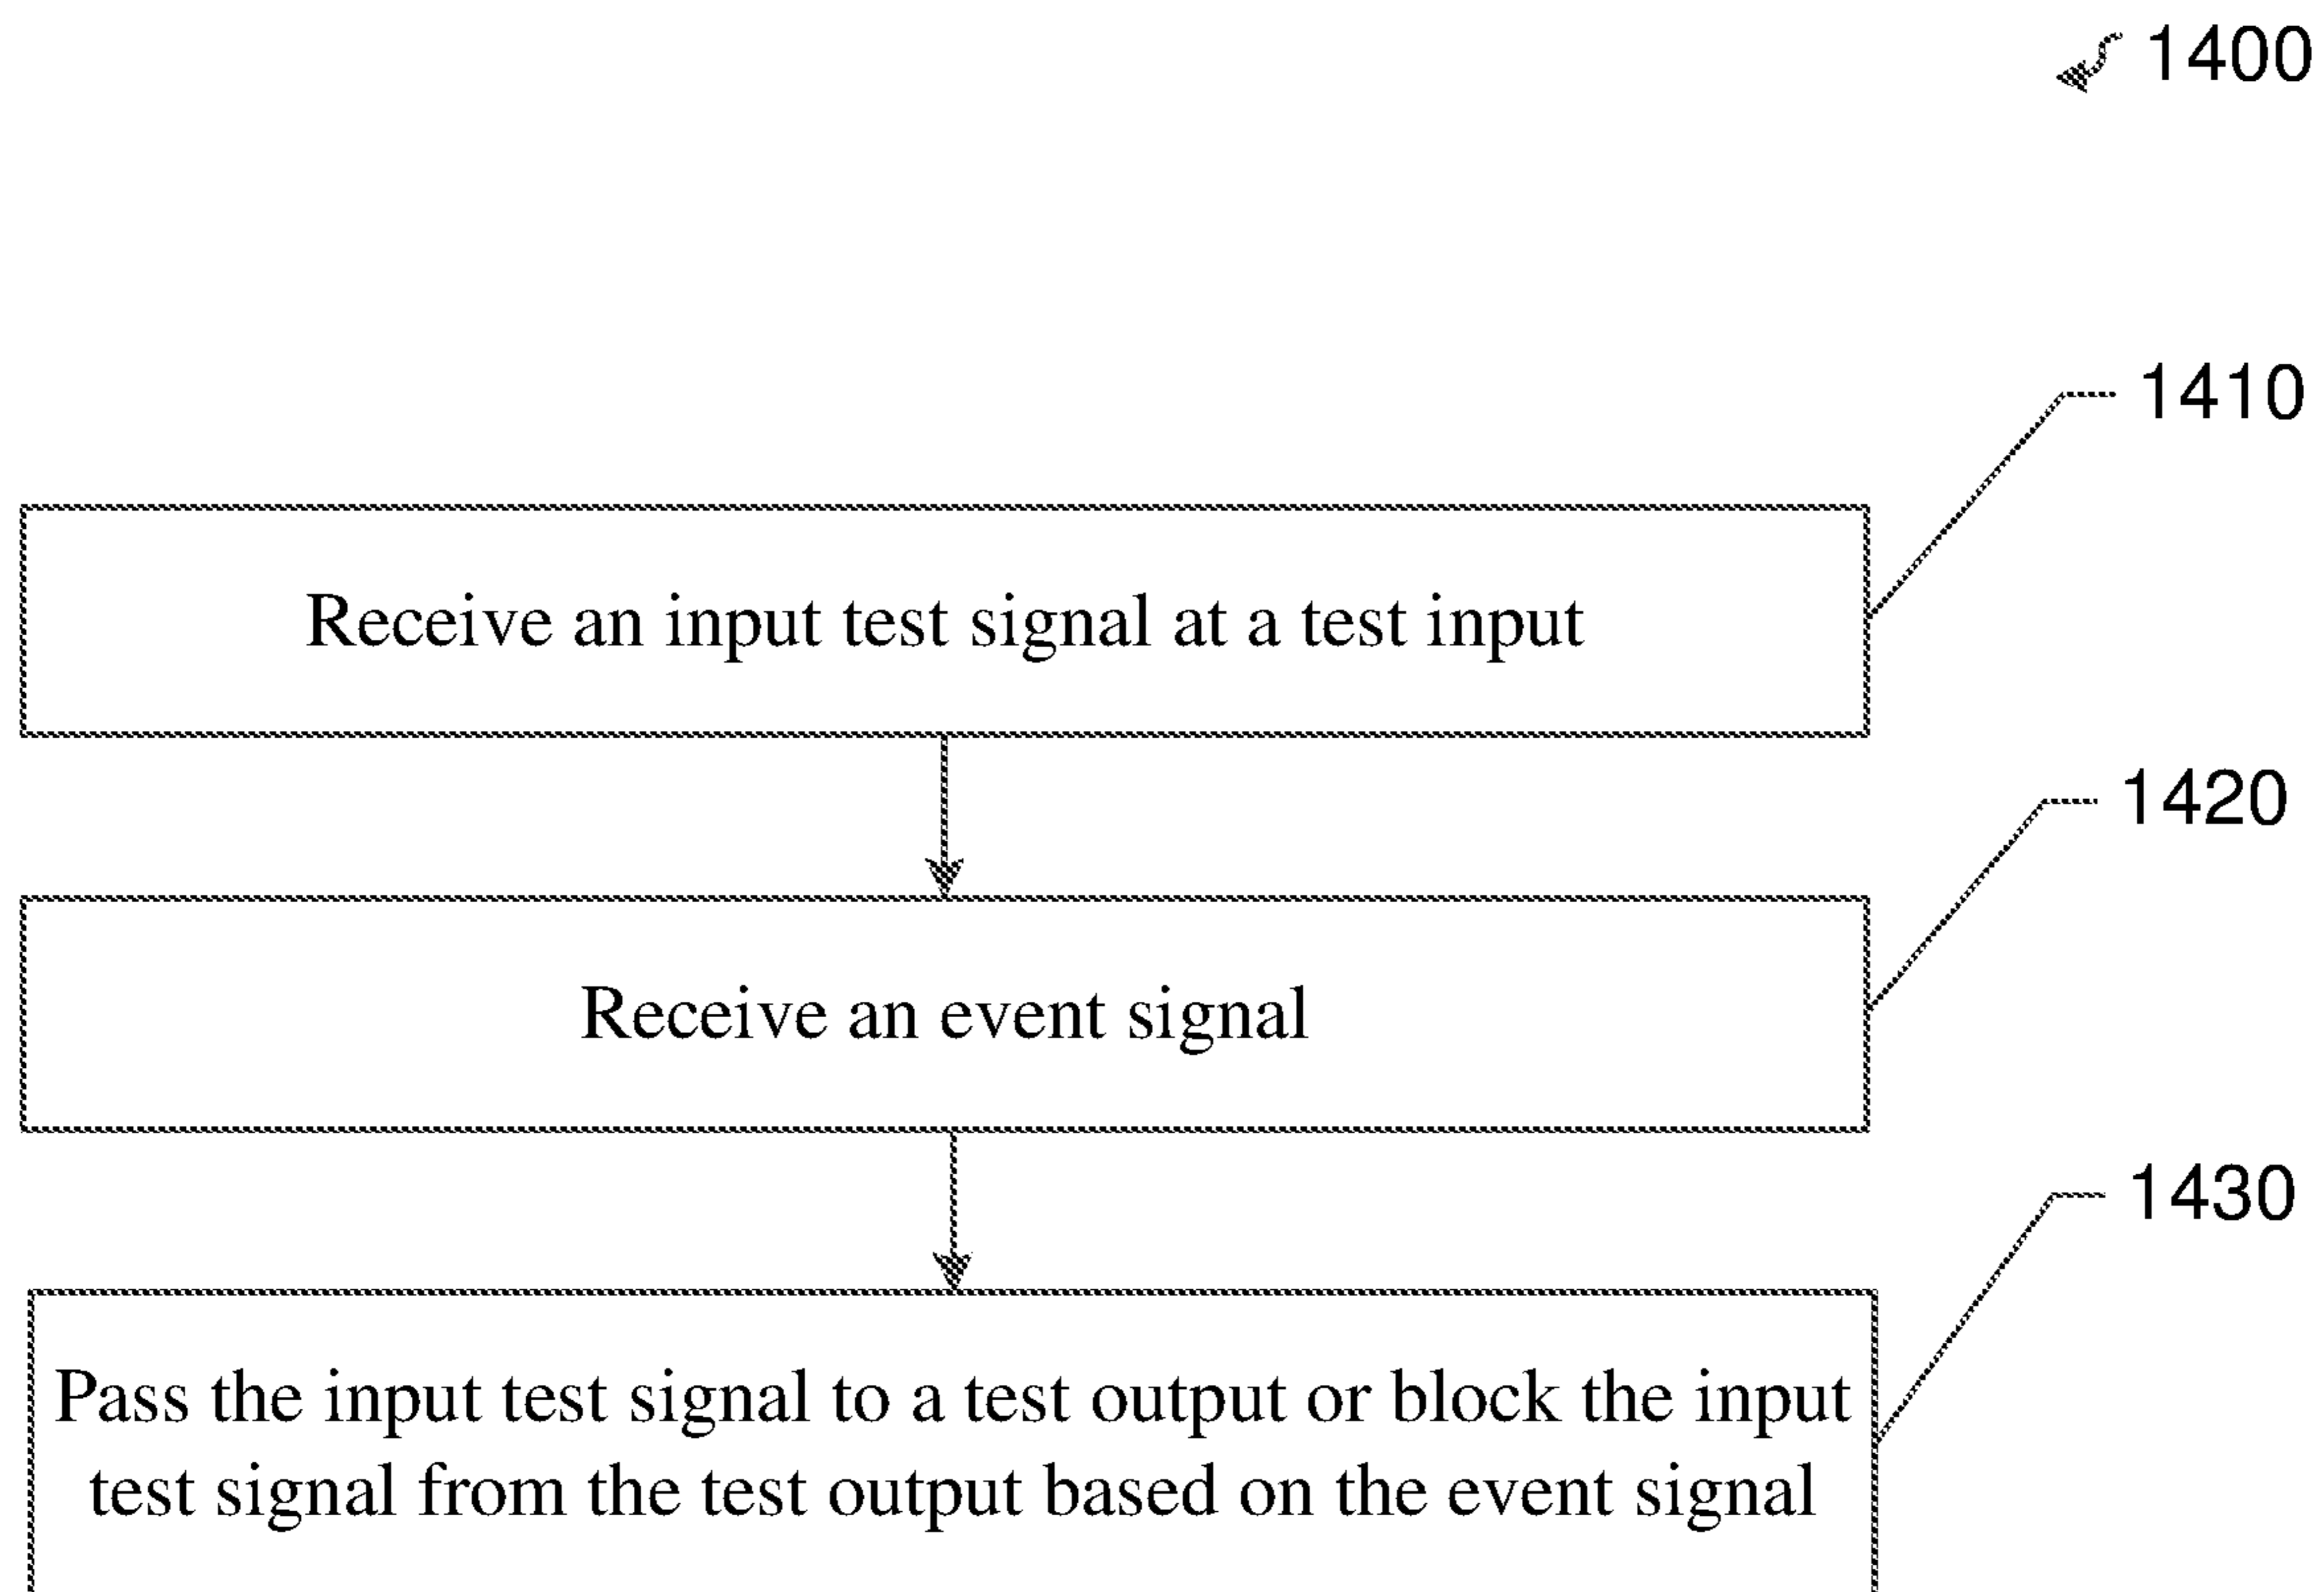 1400
1410
Receive an input test signal at a test input
1420
Receive an event signal
1430
Pass the input test signal to a test output or block the input
test signal from the test output based on the event signal